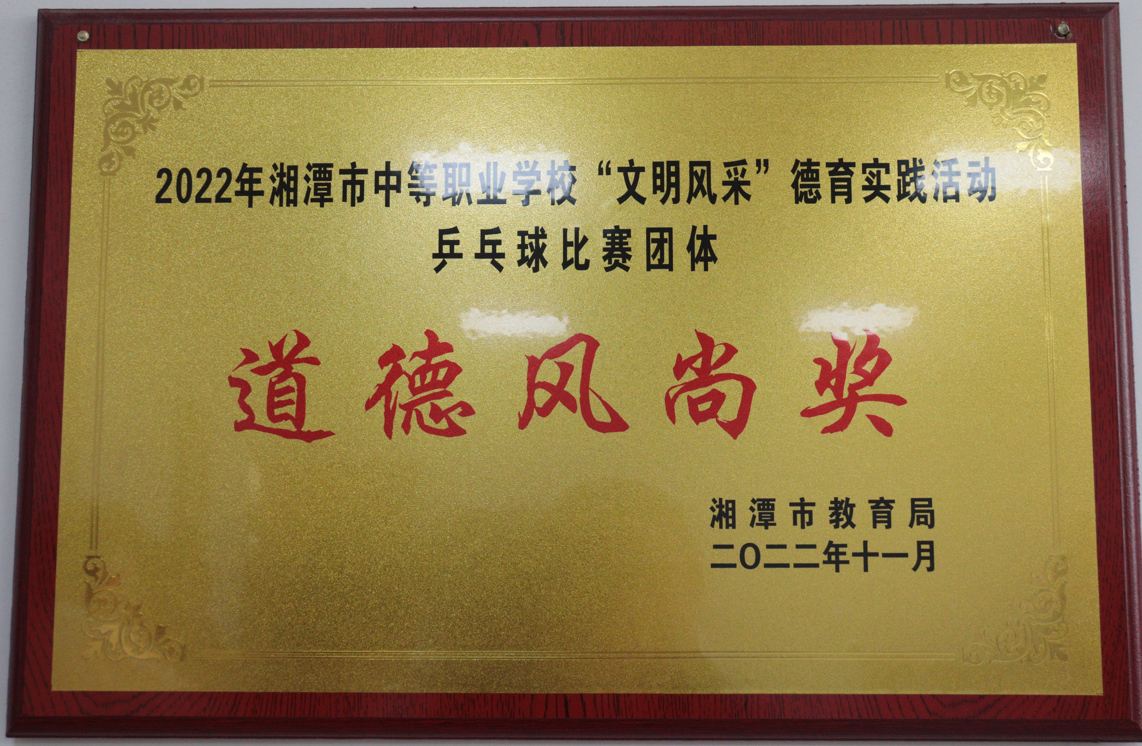 2022年湘潭市中等职业学校“文明风采”德育实践活动
乒乓球比赛团体
道德风尚奖
湘潭市教育局
二〇二二年十一月